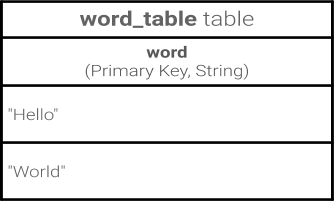 word_table table
word
(Primary Key, String)
"Hello"
"World"